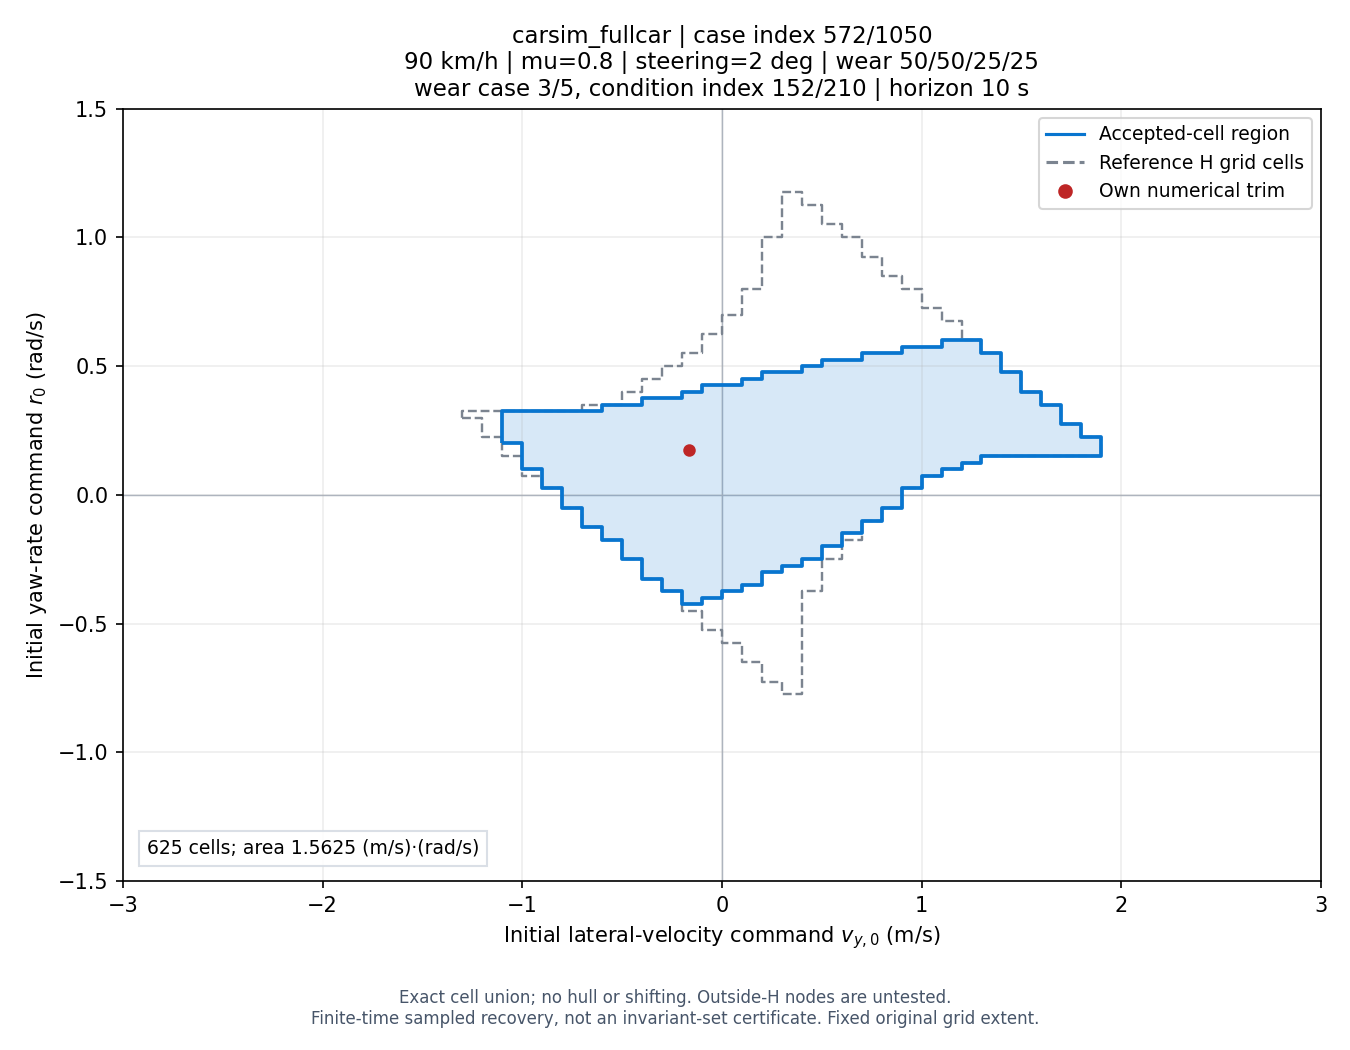 carsim_fullcar | case index 572/1050
90 km/h | mu=0.8 | steering=2 deg | wear 50/50/25/25
wear case 3/5, condition index 152/210 | horizon 10 s
Accepted-cell region
Reference H grid cells
Own numerical trim
1.5
1.0
0.5
0.0
−0.5
−1.0
−1.5
Initial yaw-rate command r₀ (rad/s)
625 cells; area 1.5625 (m/s)·(rad/s)
−3 −2 −1 0 1 2 3
Initial lateral-velocity command v_{y,0} (m/s)
Exact cell union; no hull or shifting. Outside-H nodes are untested.
Finite-time sampled recovery, not an invariant-set certificate. Fixed original grid extent.